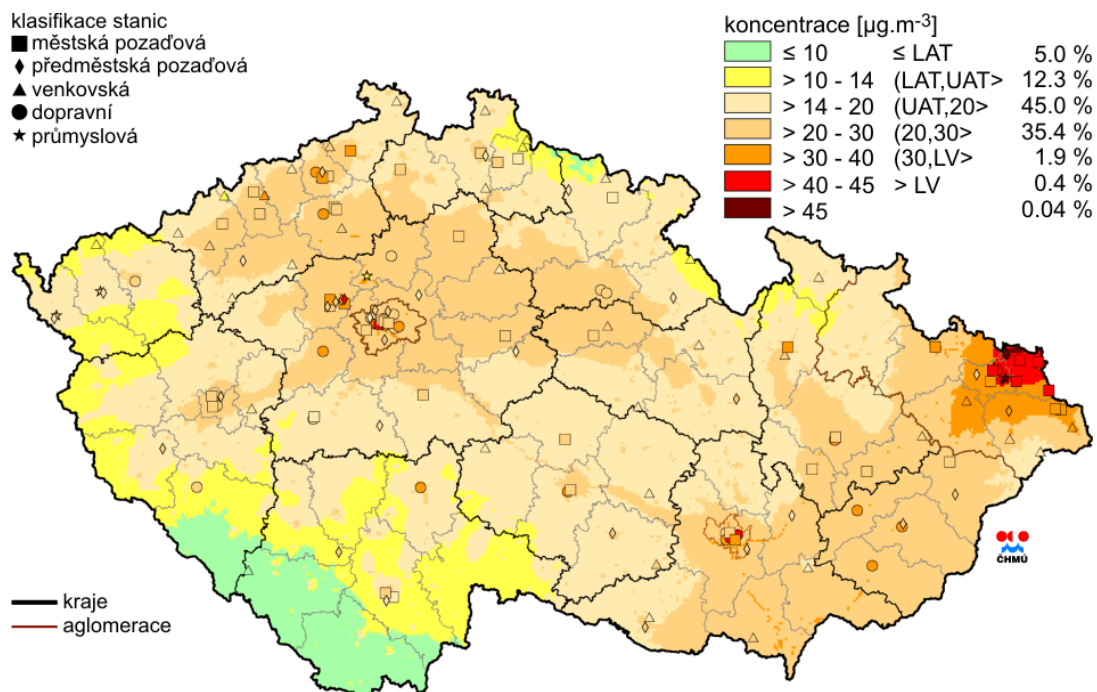 klasifikace stanic
městská pozaďová
předměstská pozaďová
venkovská
dopravní
průmyslová
koncentrace [µg.m-3]
≤ 10 ≤ LAT 5.0 %
> 10 - 14 (LAT,UAT> 12.3 %
> 14 - 20 (UAT,20> 45.0 %
> 20 - 30 (20,30> 35.4 %
> 30 - 40 (30,LV> 1.9 %
> 40 - 45 > LV 0.4 %
> 45 0.04 %
ČHMÚ
kraje
aglomerace